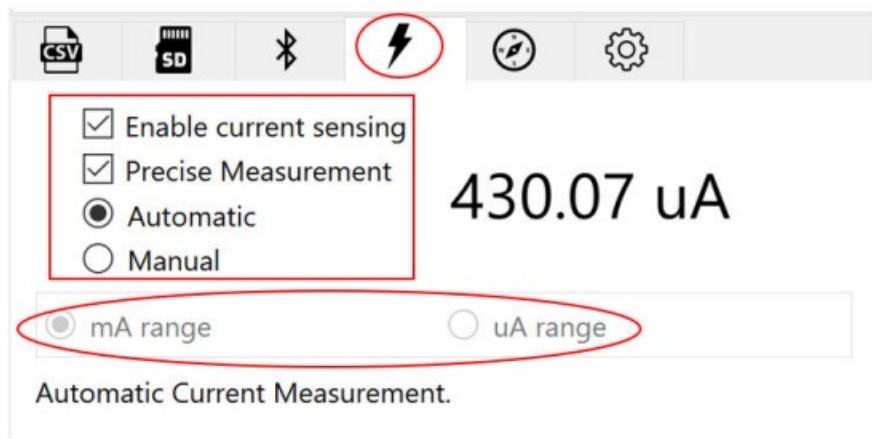 CSV
SD
Enable current sensing
Precise Measurement
Automatic
Manual
430.07 uA
mA range
uA range
Automatic Current Measurement.